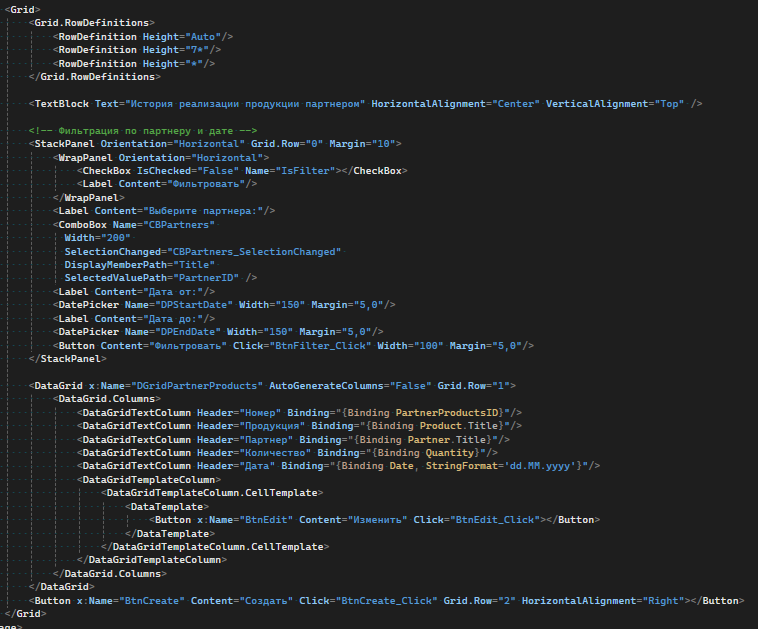 <Grid>
<Grid.RowDefinitions>
<RowDefinition Height="Auto"/>
<RowDefinition Height="7*"/>
<RowDefinition Height="*"/>
</Grid.RowDefinitions>
<TextBlock Text="История реализации продукции партнером" HorizontalAlignment="Center" VerticalAlignment="Top" />
<!-- Фильтрация по партнеру и дате -->
<StackPanel Orientation="Horizontal" Grid.Row="0" Margin="10">
<WrapPanel Orientation="Horizontal">
<CheckBox IsChecked="False" Name="IsFilter"></CheckBox>
<Label Content="Фильтровать"/>
</WrapPanel>
<Label Content="Выберите партнера:"/>
<ComboBox Name="CBPartners"
Width="200"
SelectionChanged="CBPartners_SelectionChanged"
DisplayMemberPath="Title"
SelectedValuePath="PartnerID" />
<Label Content="Дата от:"/>
<DatePicker Name="DPStartDate" Width="150" Margin="5,0"/>
<Label Content="Дата до:"/>
<DatePicker Name="DPEndDate" Width="150" Margin="5,0"/>
<Button Content="Фильтровать" Click="BtnFilter_Click" Width="100" Margin="5,0"/>
</StackPanel>
<DataGrid x:Name="DGridPartnerProducts" AutoGenerateColumns="False" Grid.Row="1">
<DataGrid.Columns>
<DataGridTextColumn Header="Номер" Binding="{Binding PartnerProductsID}"/>
<DataGridTextColumn Header="Продукция" Binding="{Binding Product.Title}"/>
<DataGridTextColumn Header="Партнер" Binding="{Binding Partner.Title}"/>
<DataGridTextColumn Header="Количество" Binding="{Binding Quantity}"/>
<DataGridTextColumn Header="Дата" Binding="{Binding Date, StringFormat='dd.MM.yyyy'}"/>
<DataGridTemplateColumn>
<DataGridTemplateColumn.CellTemplate>
<DataTemplate>
<Button x:Name="BtnEdit" Content="Изменить" Click="BtnEdit_Click"></Button>
</DataTemplate>
</DataGridTemplateColumn.CellTemplate>
</DataGridTemplateColumn>
</DataGrid.Columns>
</DataGrid>
<Button x:Name="BtnCreate" Content="Создать" Click="BtnCreate_Click" Grid.Row="2" HorizontalAlignment="Right"></Button>
</Grid>